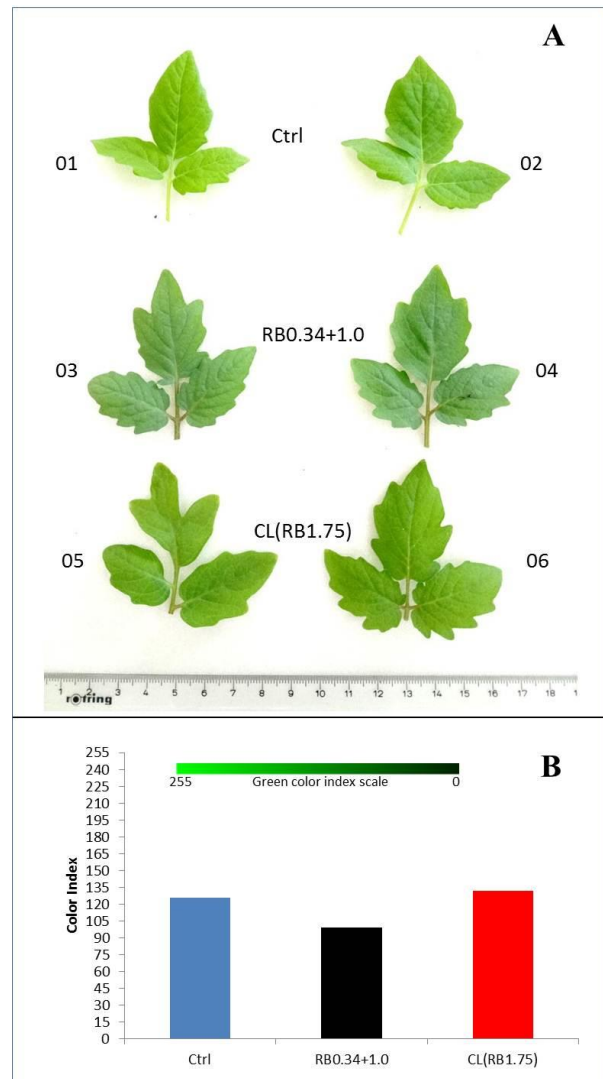 A
Ctrl
01 02
RB0.34+1.0
03 04
CL(RB1.75)
05 06
1 2 3 4 5 6 7 8 9 10 11 12 13 14 15 16 17 18 1
rotring
B
255
240
225
210
195
180
165
150
135
120
105
90
75
60
45
30
15
0
Color Index
255 Green color index scale 0
Ctrl RB0.34+1.0 CL(RB1.75)